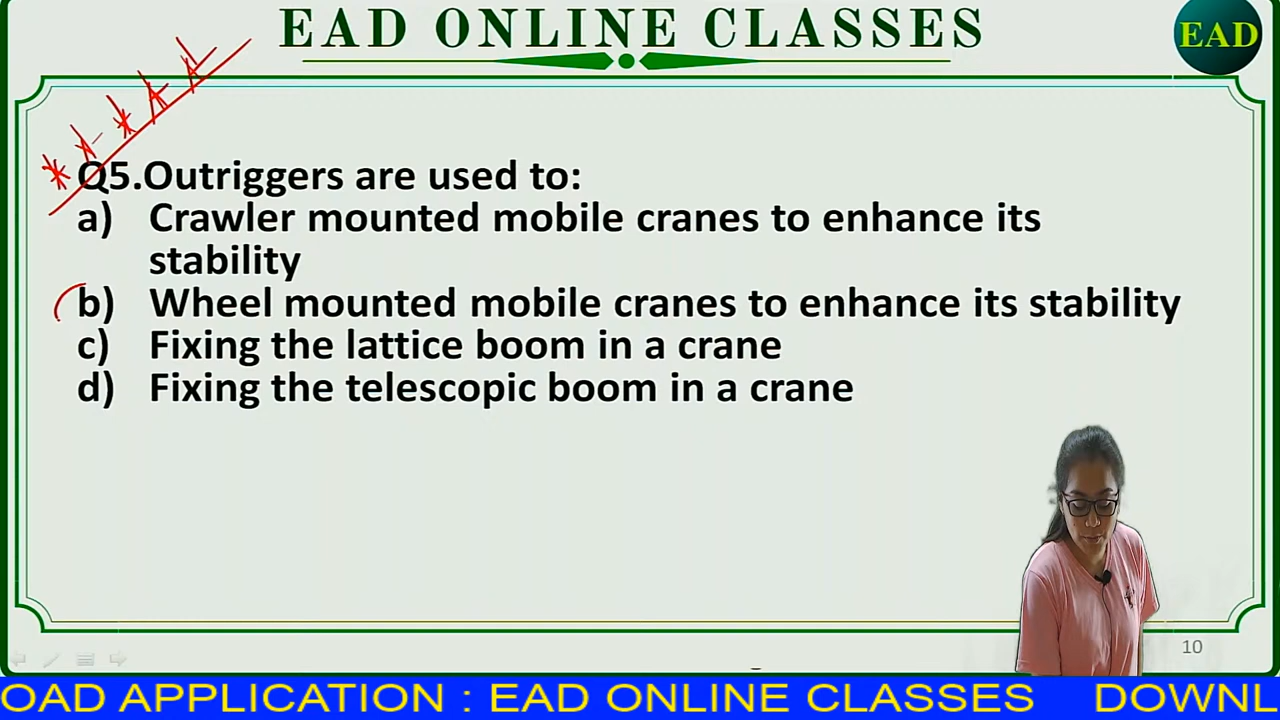 EAD ONLINE CLASSES
EAD
Q5.Outriggers are used to:
a) Crawler mounted mobile cranes to enhance its
stability
b) Wheel mounted mobile cranes to enhance its stability
c) Fixing the lattice boom in a crane
d) Fixing the telescopic boom in a crane
10
OAD APPLICATION : EAD ONLINE CLASSES DOWNL